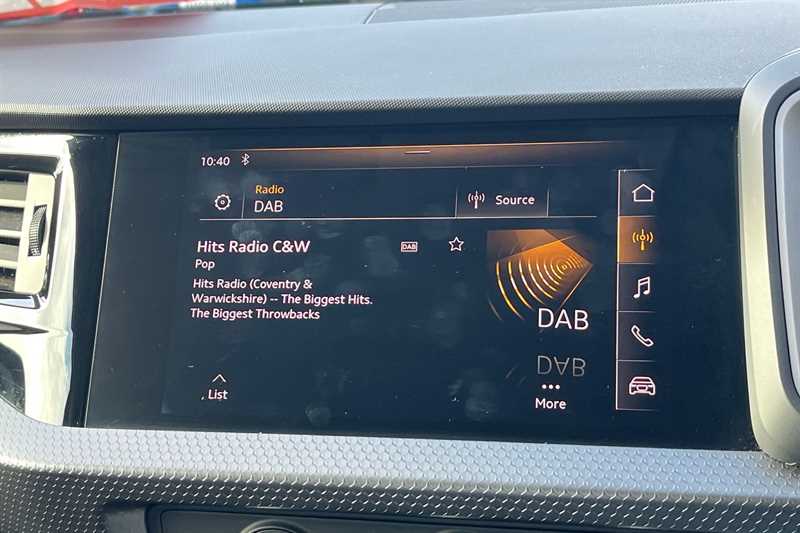 10:40
Radio
DAB
Source
Hits Radio C&W
DAB
Pop
Hits Radio (Coventry &
Warwickshire) -- The Biggest Hits.
The Biggest Throwbacks
DAB
DAB
List
More